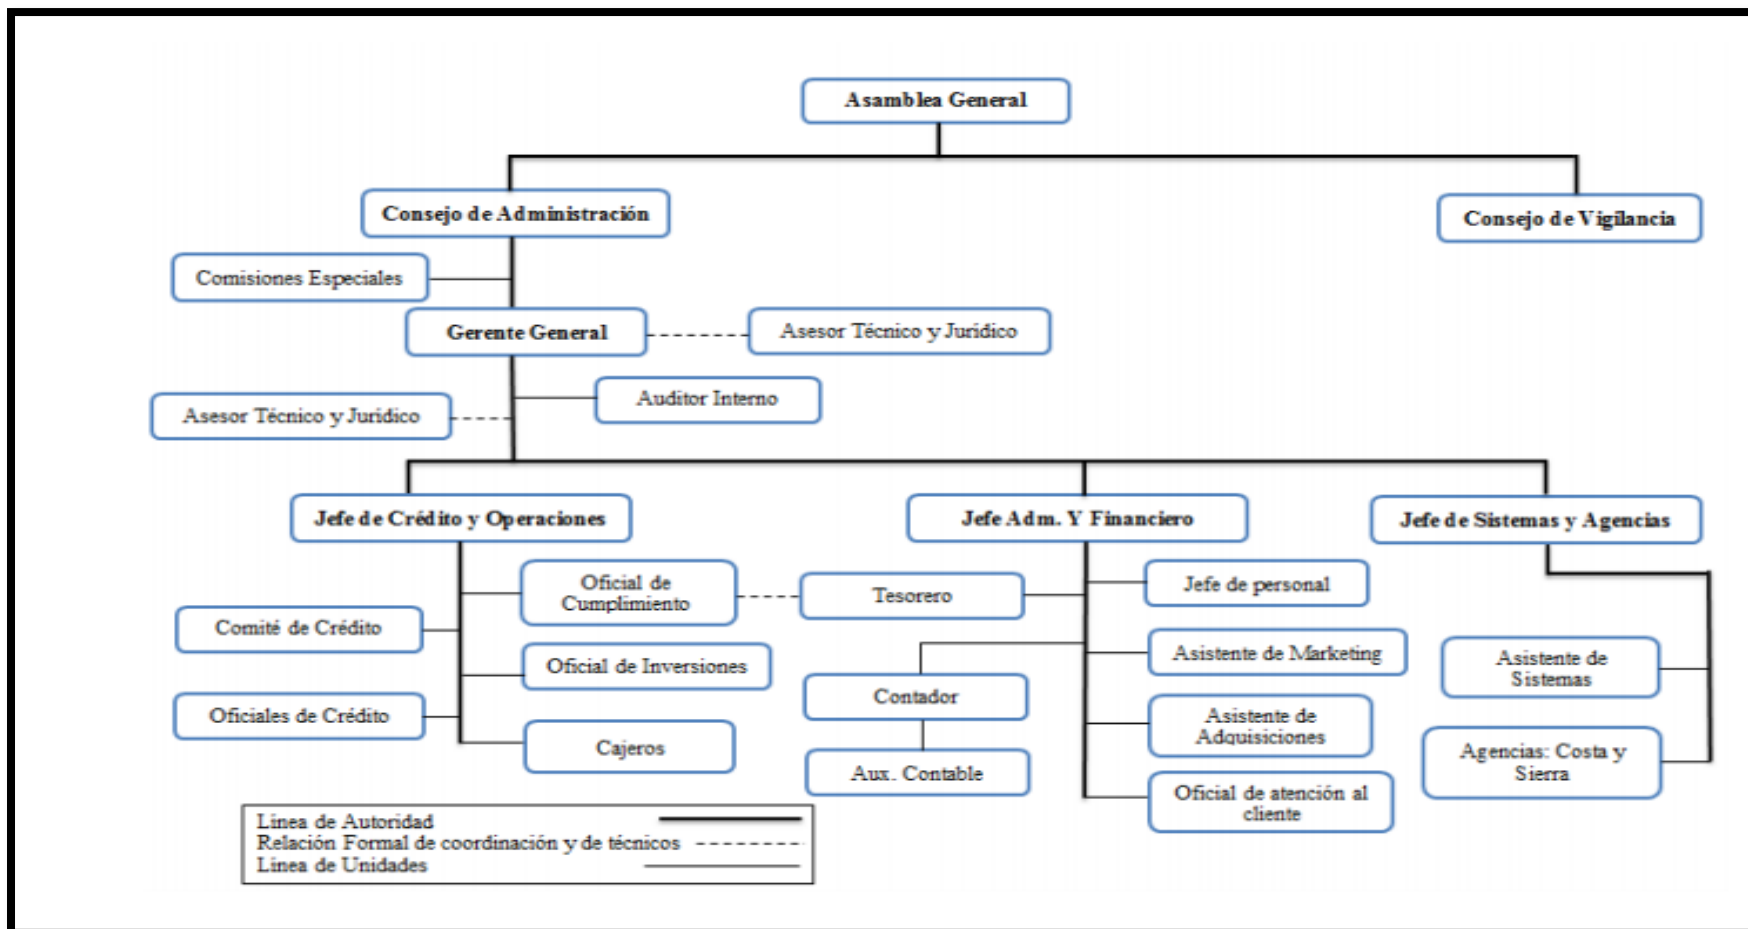 Asamblea General
Consejo de Administración
Consejo de Vigilancia
Comisiones Especiales
Gerente General
Asesor Técnico y Jurídico
Auditor Interno
Asesor Técnico y Jurídico
Jefe de Crédito y Operaciones
Jefe Adm. Y Financiero
Jefe de Sistemas y Agencias
Oficial de
Cumplimiento
Tesorero
Jefe de personal
Comité de Crédito
Oficial de Inversiones
Asistente de Marketing
Asistente de
Sistemas
Contador
Oficiales de Crédito
Cajeros
Asistente de
Adquisiciones
Agencias: Costa y
Sierra
Aux. Contable
Oficial de atención al
cliente
Linea de Autoridad
Relación Formal de coordinación y de técnicos
Linea de Unidades